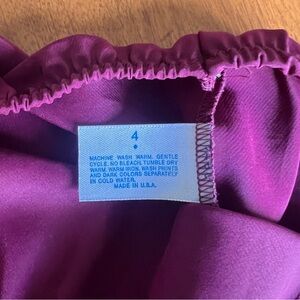 4
MACHINE WASH WARM, GENTLE
CYCLE. NO BLEACH. TUMBLE DRY
WARM. WARM IRON. WASH PRINTS
AND DARK COLORS SEPARATELY
IN COLD WATER.
MADE IN U.S.A.